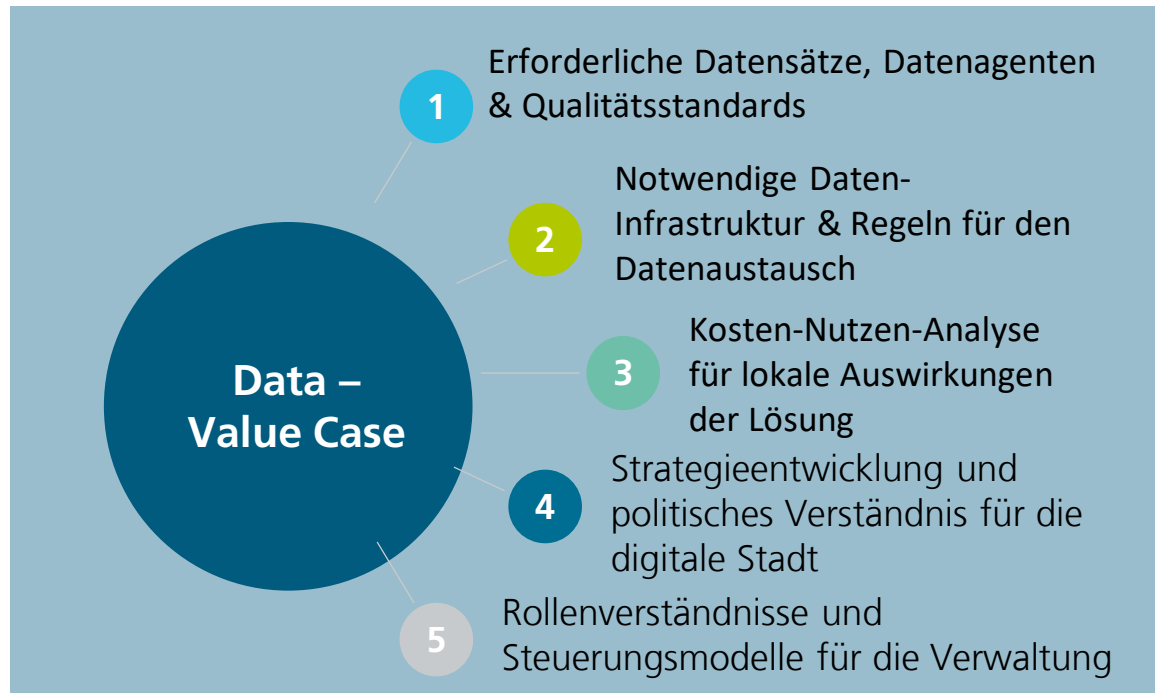 1
Erforderliche Datensätze, Datenagenten
& Qualitätsstandards
2
Notwendige Daten-
Infrastruktur & Regeln für den
Datenaustausch
3
Kosten-Nutzen-Analyse
für lokale Auswirkungen
der Lösung
Data –
Value Case
4
Strategieentwicklung und
politisches Verständnis für die
digitale Stadt
5
Rollenverständnisse und
Steuerungsmodelle für die Verwaltung